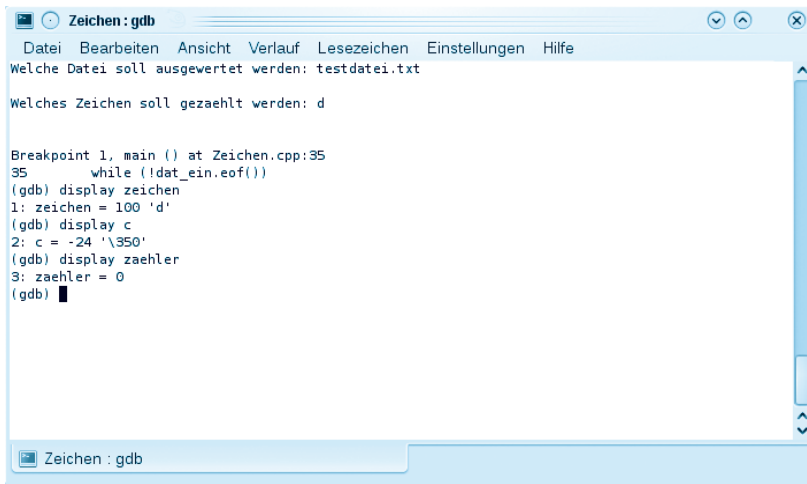 Zeichen : gdb
Datei Bearbeiten Ansicht Verlauf Lesezeichen Einstellungen Hilfe
Welche Datei soll ausgewertet werden: testdatei.txt
Welches Zeichen soll gezaehlt werden: d
Breakpoint 1, main () at Zeichen.cpp:35
35 while (!dat_ein.eof())
(gdb) display zeichen
1: zeichen = 100 'd'
(gdb) display c
2: c = -24 '\350'
(gdb) display zaehler
3: zaehler = 0
(gdb)
Zeichen : gdb